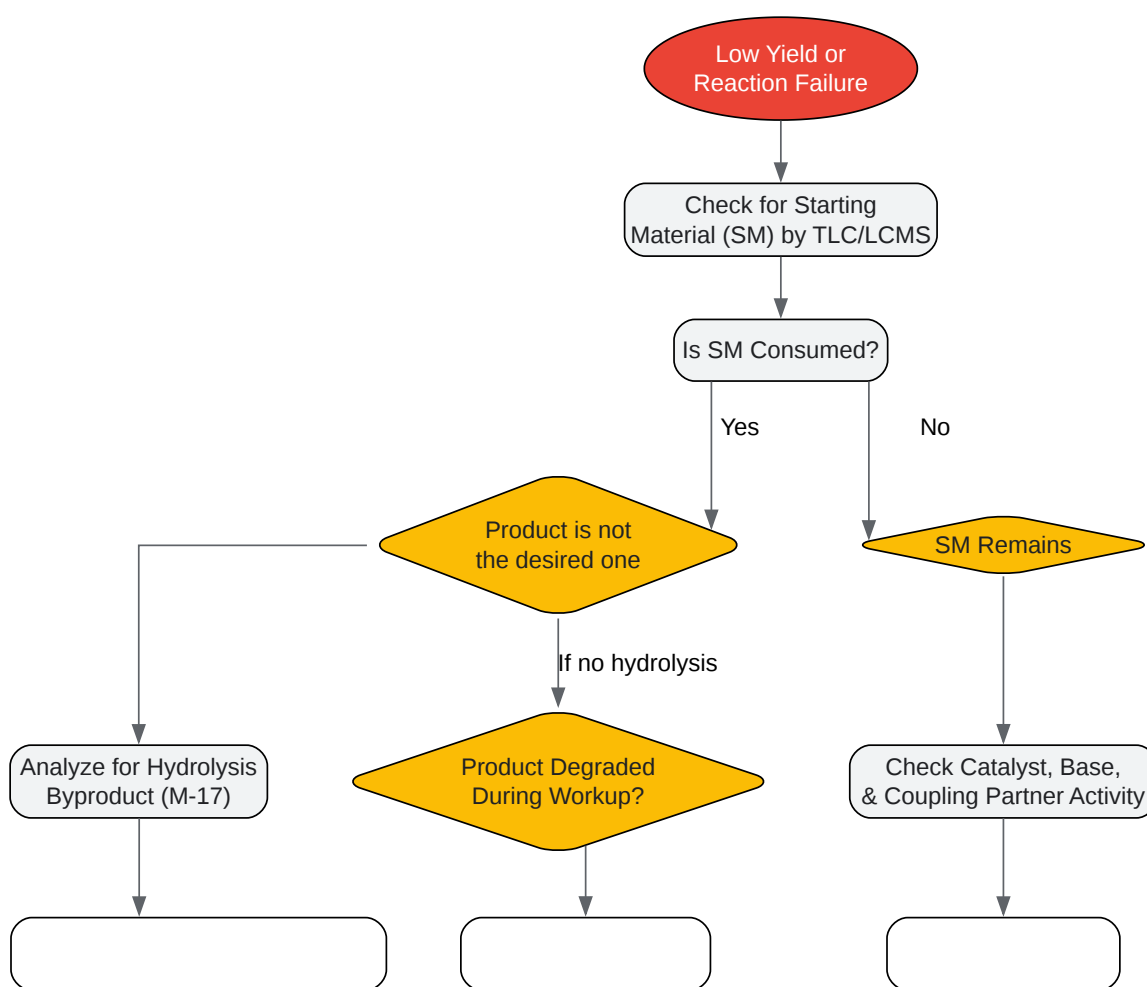 Low Yield or
Reaction Failure
Check for Starting
Material (SM) by TLC/LCMS
Is SM Consumed?
Yes
No
Product is not
the desired one
SM Remains
If no hydrolysis
Analyze for Hydrolysis
Byproduct (M-17)
Product Degraded
During Workup?
Check Catalyst, Base,
& Coupling Partner Activity